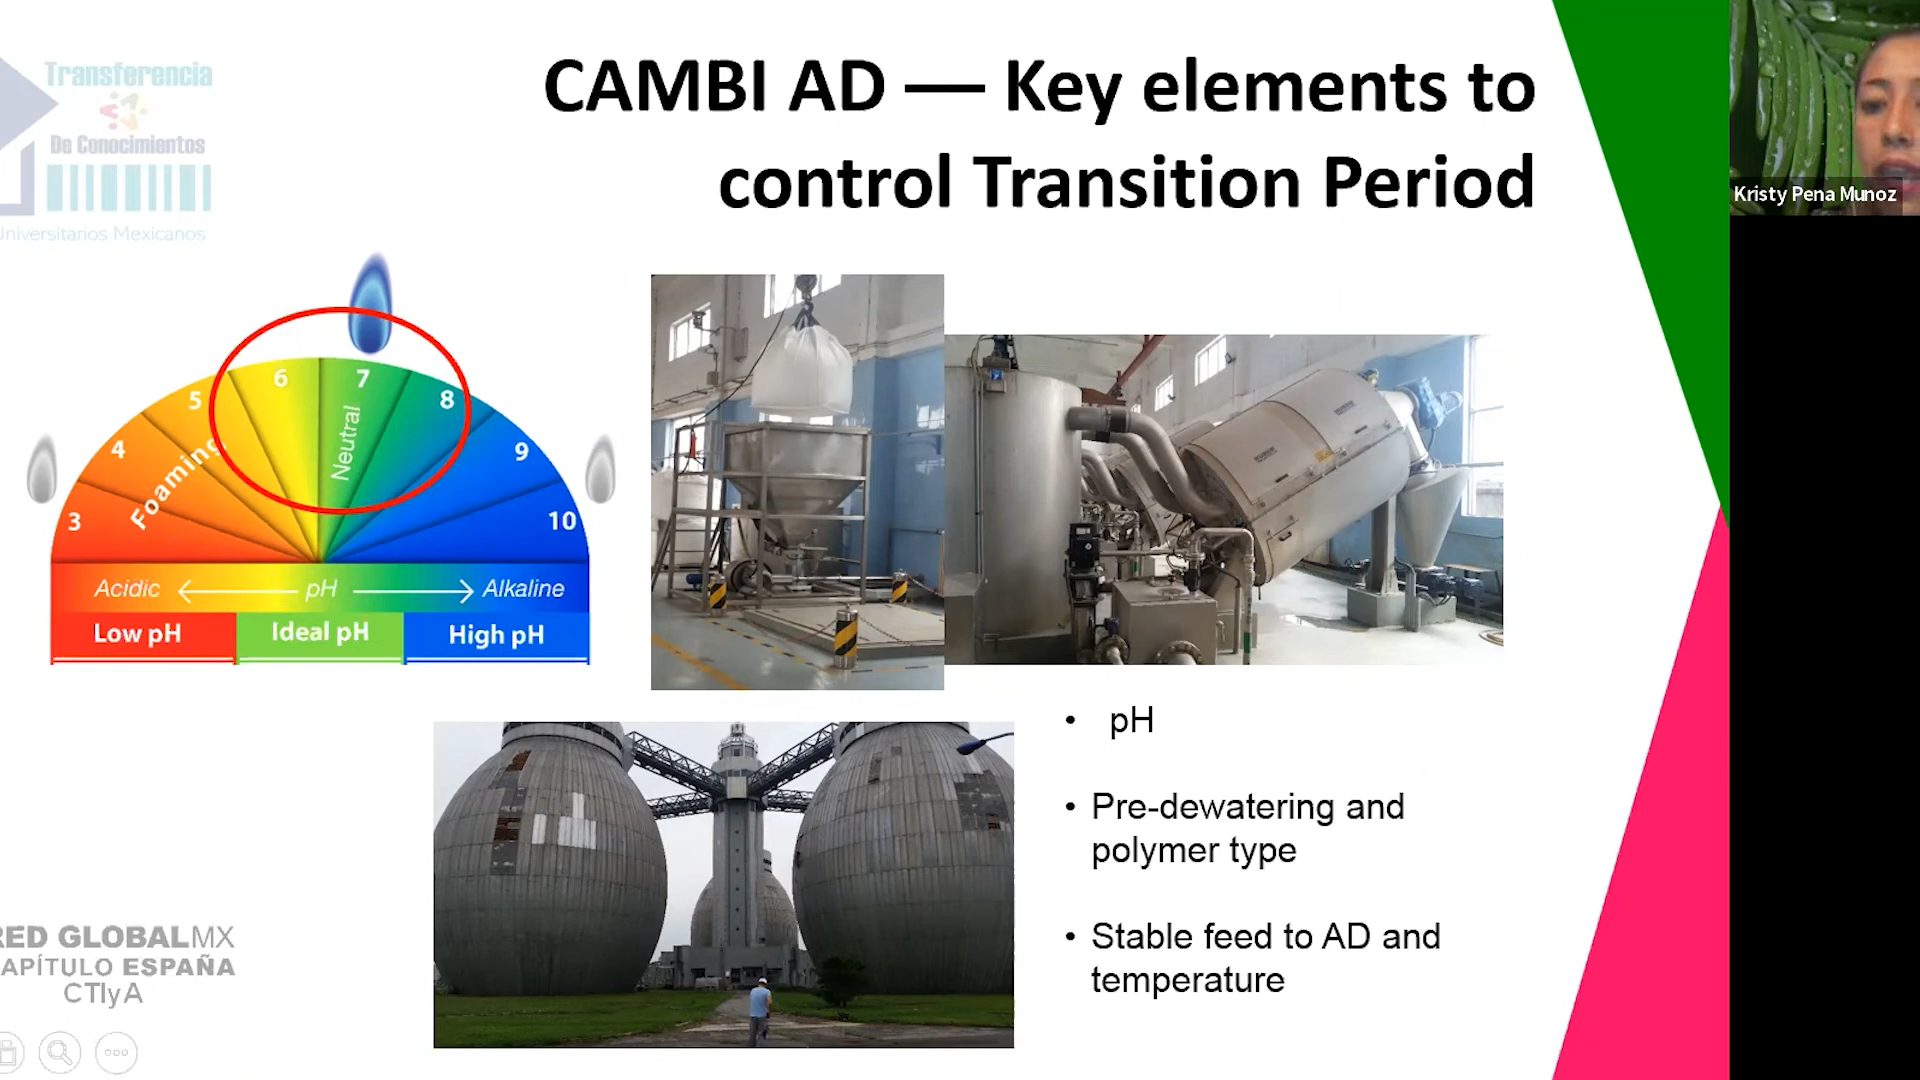 CAMBI AD — Key elements to
control Transition Period
Transferencia
De Conocimientos
Universitarios Mexicanos
Kristy Pena Munoz
3
4
5
6
7
8
9
10
Foaming
Neutral
Acidic
pH
Alkaline
Low pH
Ideal pH
High pH
• pH
• Pre-dewatering and
polymer type
• Stable feed to AD and
temperature
RED GLOBALMX
CAPÍTULO ESPAÑA
CTIyA